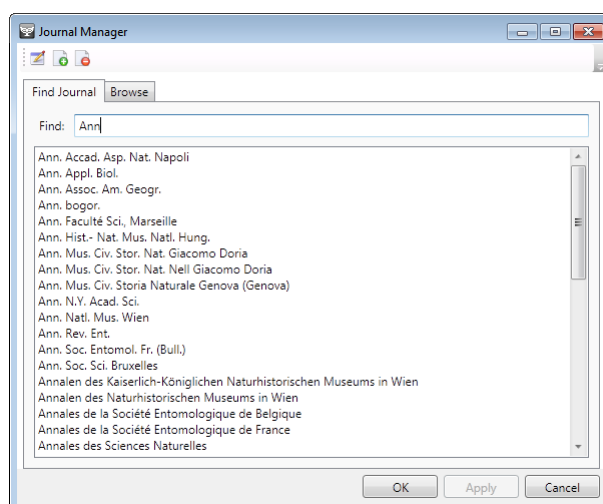 Journal Manager
Find Journal Browse
Find: Ann
Ann. Accad. Asp. Nat. Napoli
Ann. Appl. Biol.
Ann. Assoc. Am. Geogr.
Ann. bogor.
Ann. Faculté Sci., Marseille
Ann. Hist.- Nat. Mus. Natl. Hung.
Ann. Mus. Civ. Stor. Nat. Giacomo Doria
Ann. Mus. Civ. Stor. Nat. Nell Giacomo Doria
Ann. Mus. Civ. Storia Naturale Genova (Genova)
Ann. N.Y. Acad. Sci.
Ann. Natl. Mus. Wien
Ann. Rev. Ent.
Ann. Soc. Entomol. Fr. (Bull.)
Ann. Soc. Sci. Bruxelles
Annalen des Kaiserlich-Königlichen Naturhistorischen Museums in Wien
Annalen des Naturhistorischen Museums in Wien
Annales de la Société Entomologique de Belgique
Annales de la Société Entomologique de France
Annales des Sciences Naturelles
OK Apply Cancel